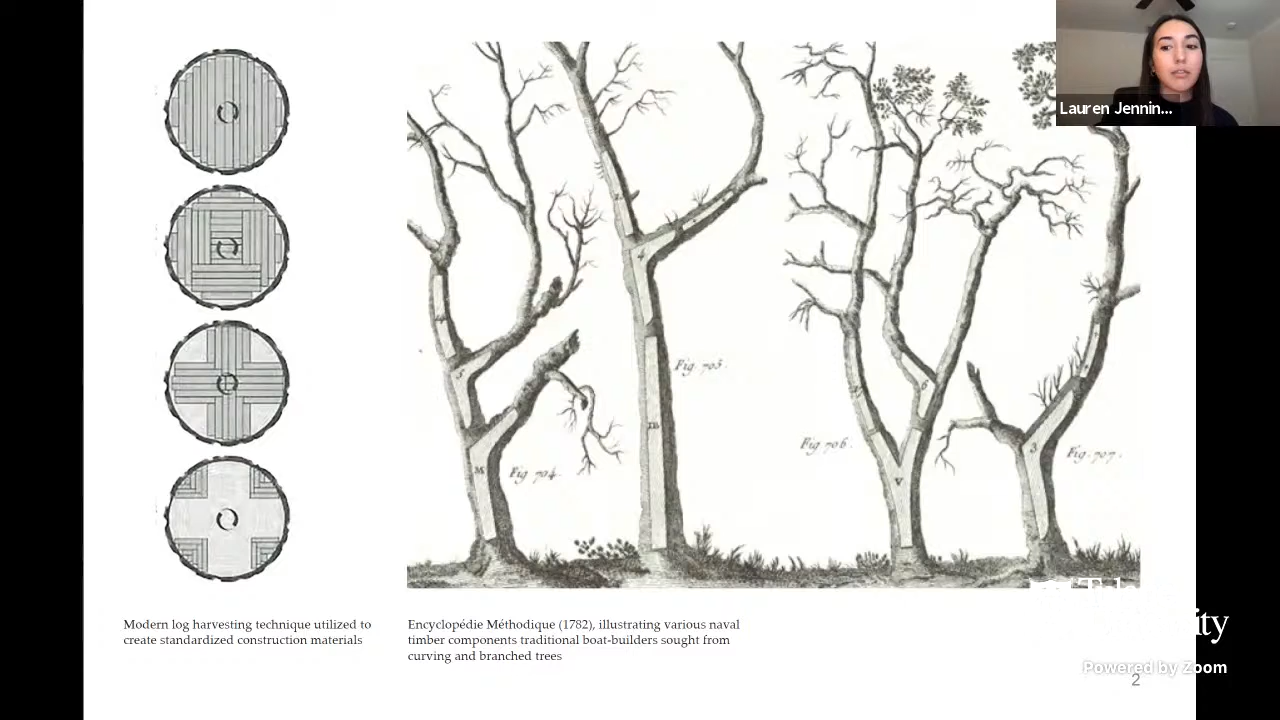 Lauren Jennin...
Fig. 705.
Fig. 706.
Fig. 707.
Fig. 704.
Modern log harvesting technique utilized to
create standardized construction materials
Encyclopédie Méthodique (1782), illustrating various naval
timber components traditional boat-builders sought from
curving and branched trees
ity
Powered by Zoom
2